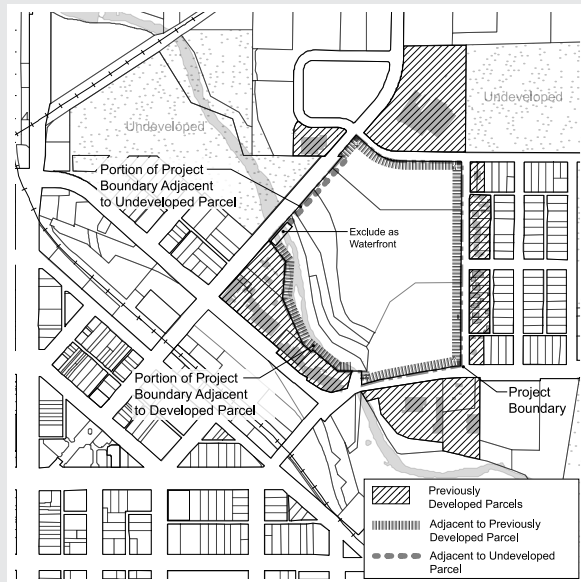 Undeveloped
Undeveloped
Portion of Project
Boundary Adjacent
to Undeveloped Parcel
Exclude as
Waterfront
Portion of Project
Boundary Adjacent
to Developed Parcel
Project
Boundary
Previously
Developed Parcels
Adjacent to Previously
Developed Parcel
Adjacent to Undeveloped
Parcel